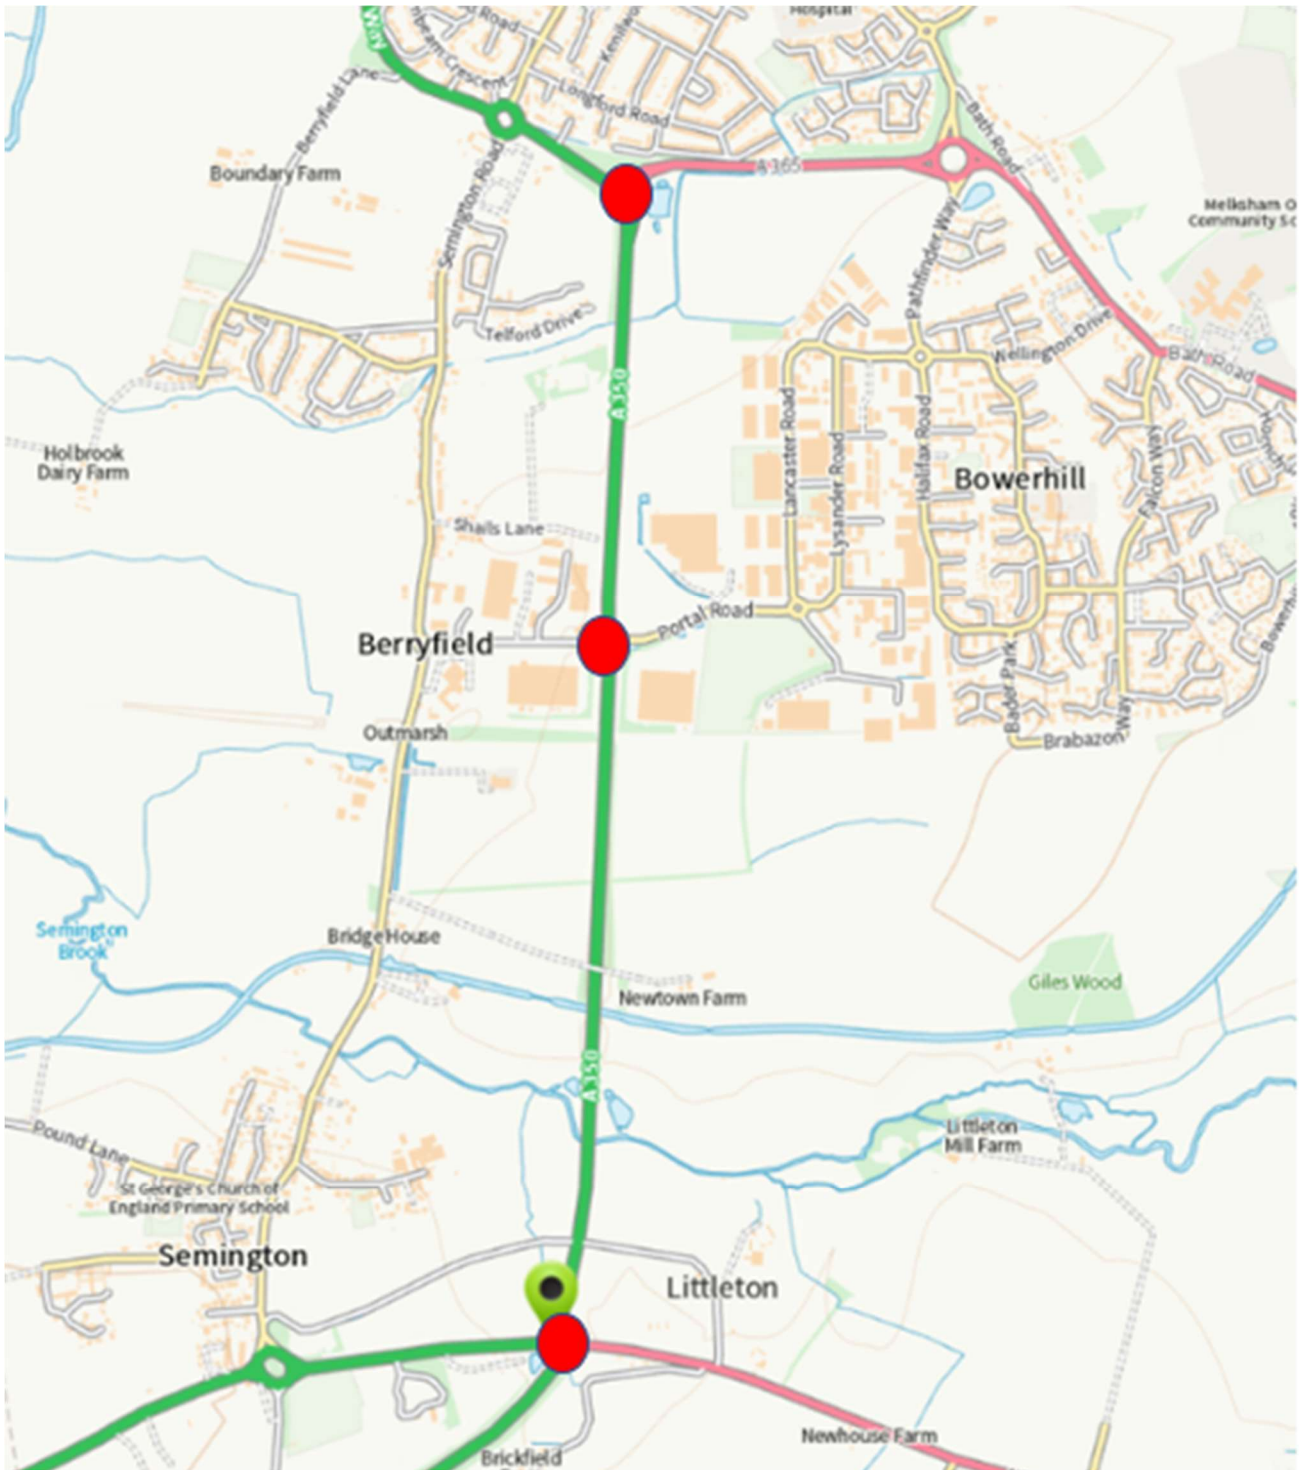 Hospital
Longford Road
Berryfield Lane
Bath Road
A365
Boundary Farm
Semington Road
Pathfinder Way
Melksham O
Community Sc
Telford Drive
Wellington Drive
Bath Road
A350
Lancaster Road
Lysander Road
Halifax Road
Falcon Way
Holbrook
Dairy Farm
Bowerhill
Shails Lane
Portal Road
Berryfield
Bader Park
Brabazon Way
Outmarsh
Semington
Brook
Bridge House
Giles Wood
Newtown Farm
A350
Pound Lane
Littleton
Mill Farm
St George's Church of
England Primary School
Semington
Littleton
Newhouse Farm
Brickfield